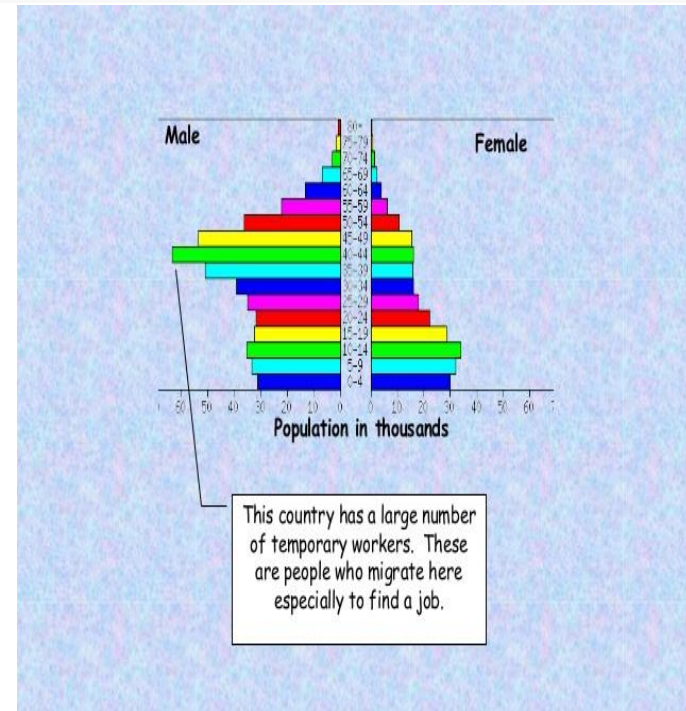 Male
Female
80+
75-79
70-74
65-69
60-64
55-59
50-54
45-49
40-44
35-39
30-34
25-29
20-24
15-19
10-14
5-9
0-4
60 50 40 30 20 10 0 0 10 20 30 40 50 60
Population in thousands
This country has a large number
of temporary workers. These
are people who migrate here
especially to find a job.